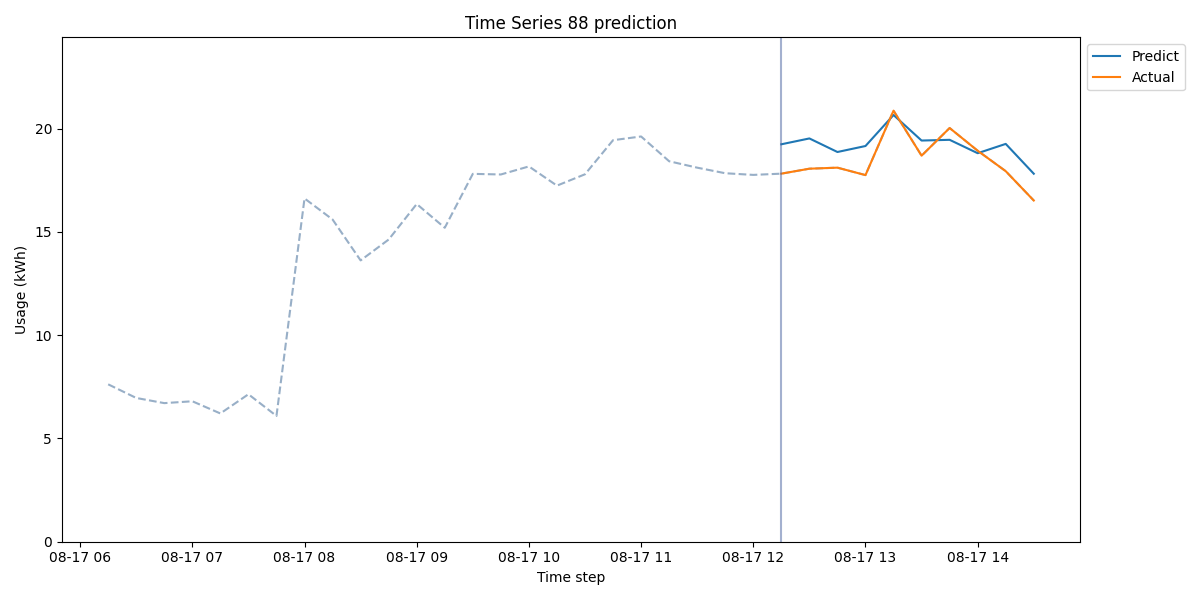 Time Series 88 prediction
Predict
Actual
Usage (kWh)
20
15
10
5
0
08-17 06 08-17 07 08-17 08 08-17 09 08-17 10 08-17 11 08-17 12 08-17 13 08-17 14
Time step